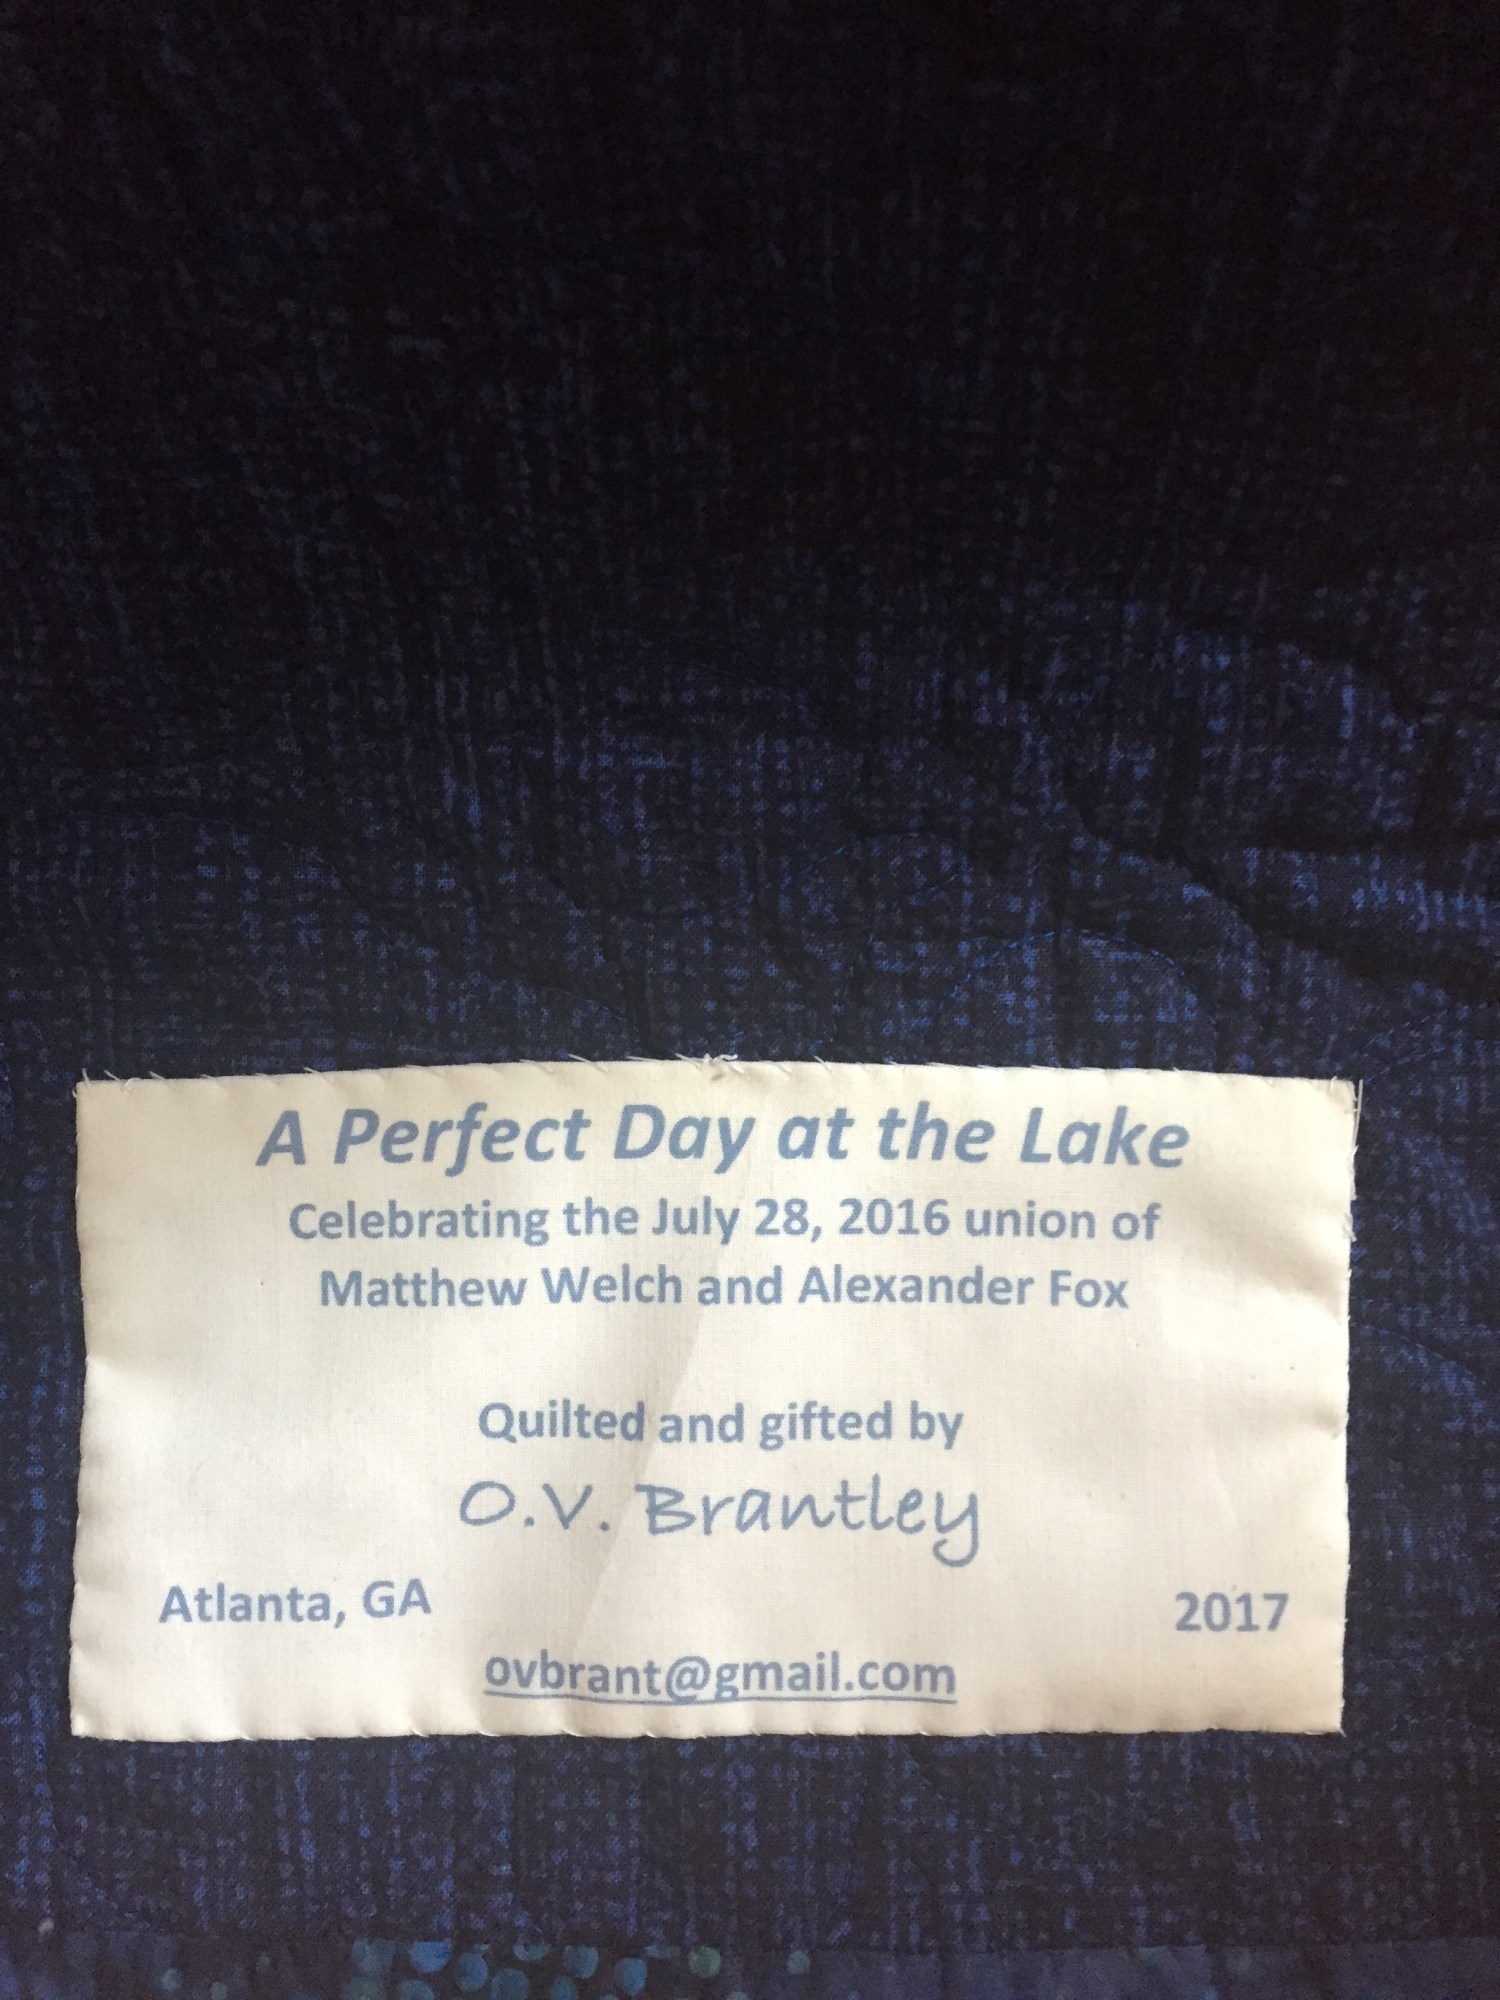 A Perfect Day at the Lake
Celebrating the July 28, 2016 union of
Matthew Welch and Alexander Fox
Quilted and gifted by
O.V. Brantley
Atlanta, GA 2017
ovbrant@gmail.com